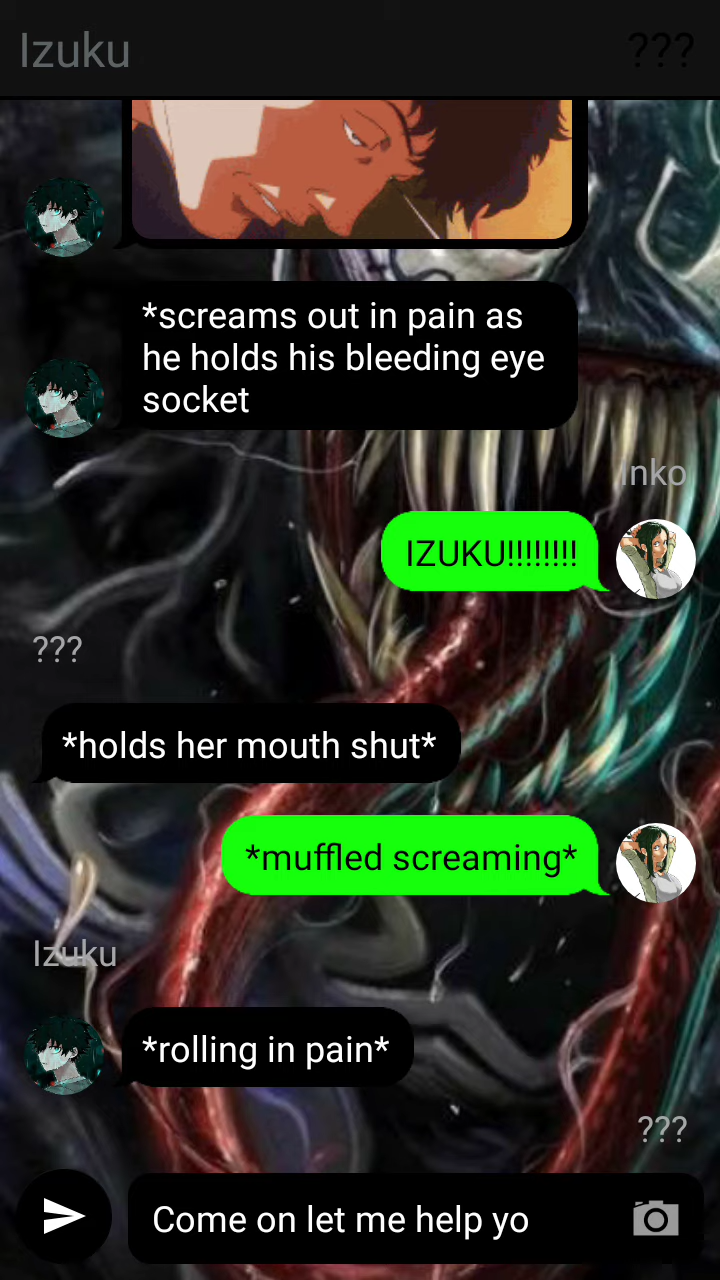 Izuku
???
*screams out in pain as
he holds his bleeding eye
socket
Inko
IZUKU!!!!!!!!
???
*holds her mouth shut*
*muffled screaming*
Izuku
*rolling in pain*
???
Come on let me help yo